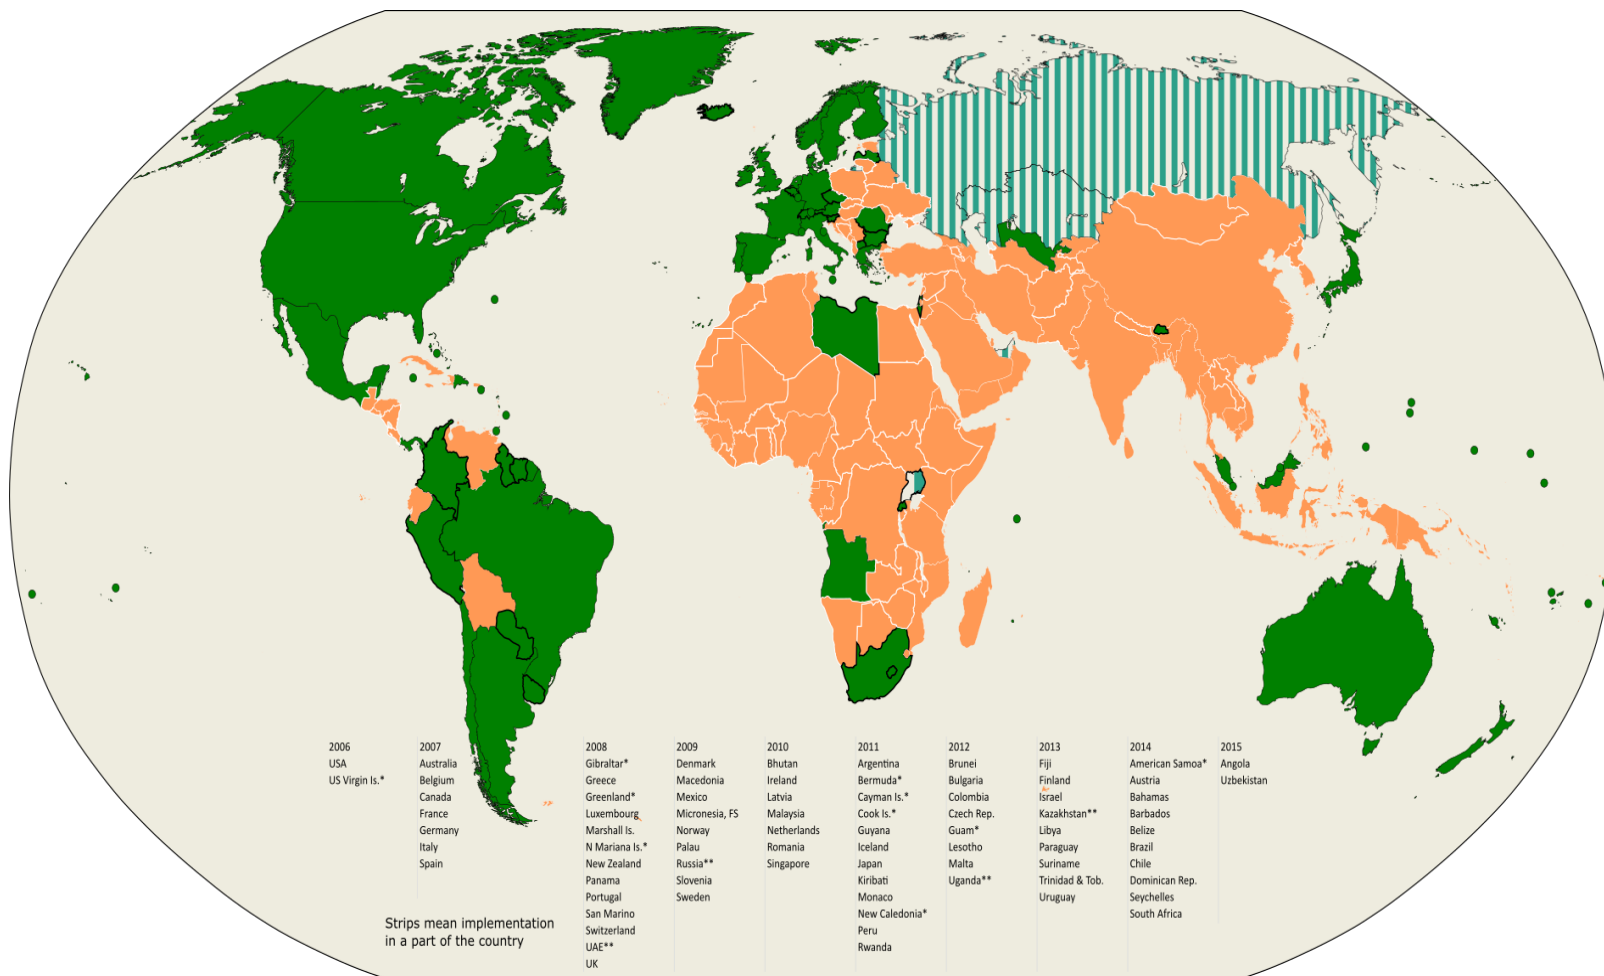 2006
USA
US Virgin Is.*
2007
Australia
Belgium
Canada
France
Germany
Italy
Spain
2008
Gibraltar*
Greece
Greenland*
Luxembourg
Marshall Is.
N Mariana Is.*
New Zealand
Panama
Portugal
San Marino
Switzerland
UAE**
UK
2009
Denmark
Macedonia
Mexico
Micronesia, FS
Norway
Palau
Russia**
Slovenia
Sweden
2010
Bhutan
Ireland
Latvia
Malaysia
Netherlands
Romania
Singapore
2011
Argentina
Bermuda*
Cayman Is.*
Cook Is.*
Guyana
Iceland
Japan
Kiribati
Monaco
New Caledonia*
Peru
Rwanda
2012
Brunei
Bulgaria
Colombia
Czech Rep.
Guam*
Lesotho
Malta
Uganda**
2013
Fiji
Finland
Israel
Kazakhstan**
Libya
Paraguay
Suriname
Trinidad & Tob.
Uruguay
2014
American Samoa*
Austria
Bahamas
Barbados
Belize
Brazil
Chile
Dominican Rep.
Seychelles
South Africa
2015
Angola
Uzbekistan
Strips mean implementation
in a part of the country